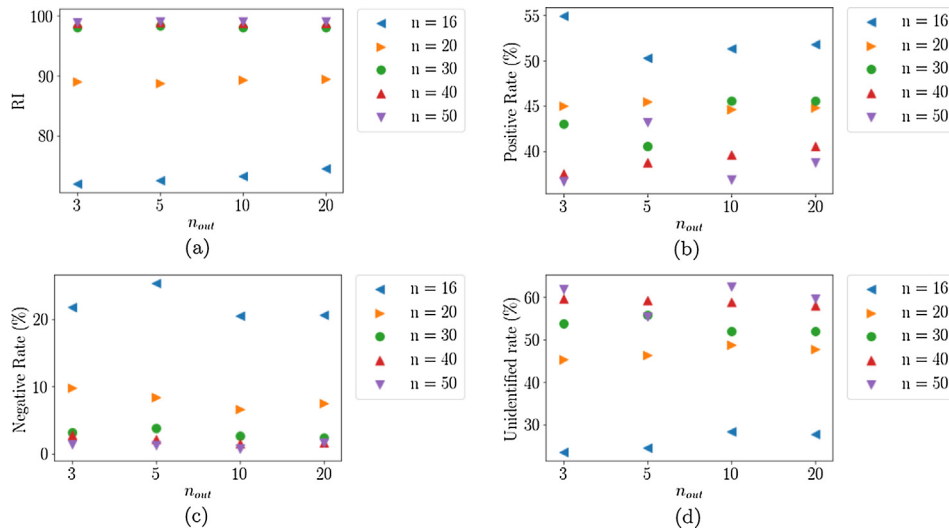 100
90
80
RI
3 5 10 20
n_out
(a)
n = 16
n = 20
n = 30
n = 40
n = 50
55
50
45
40
Positive Rate (%)
3 5 10 20
n_out
(b)
n = 16
n = 20
n = 30
n = 40
n = 50
20
10
0
Negative Rate (%)
3 5 10 20
n_out
(c)
n = 16
n = 20
n = 30
n = 40
n = 50
60
50
40
30
Unidentified rate (%)
3 5 10 20
n_out
(d)
n = 16
n = 20
n = 30
n = 40
n = 50